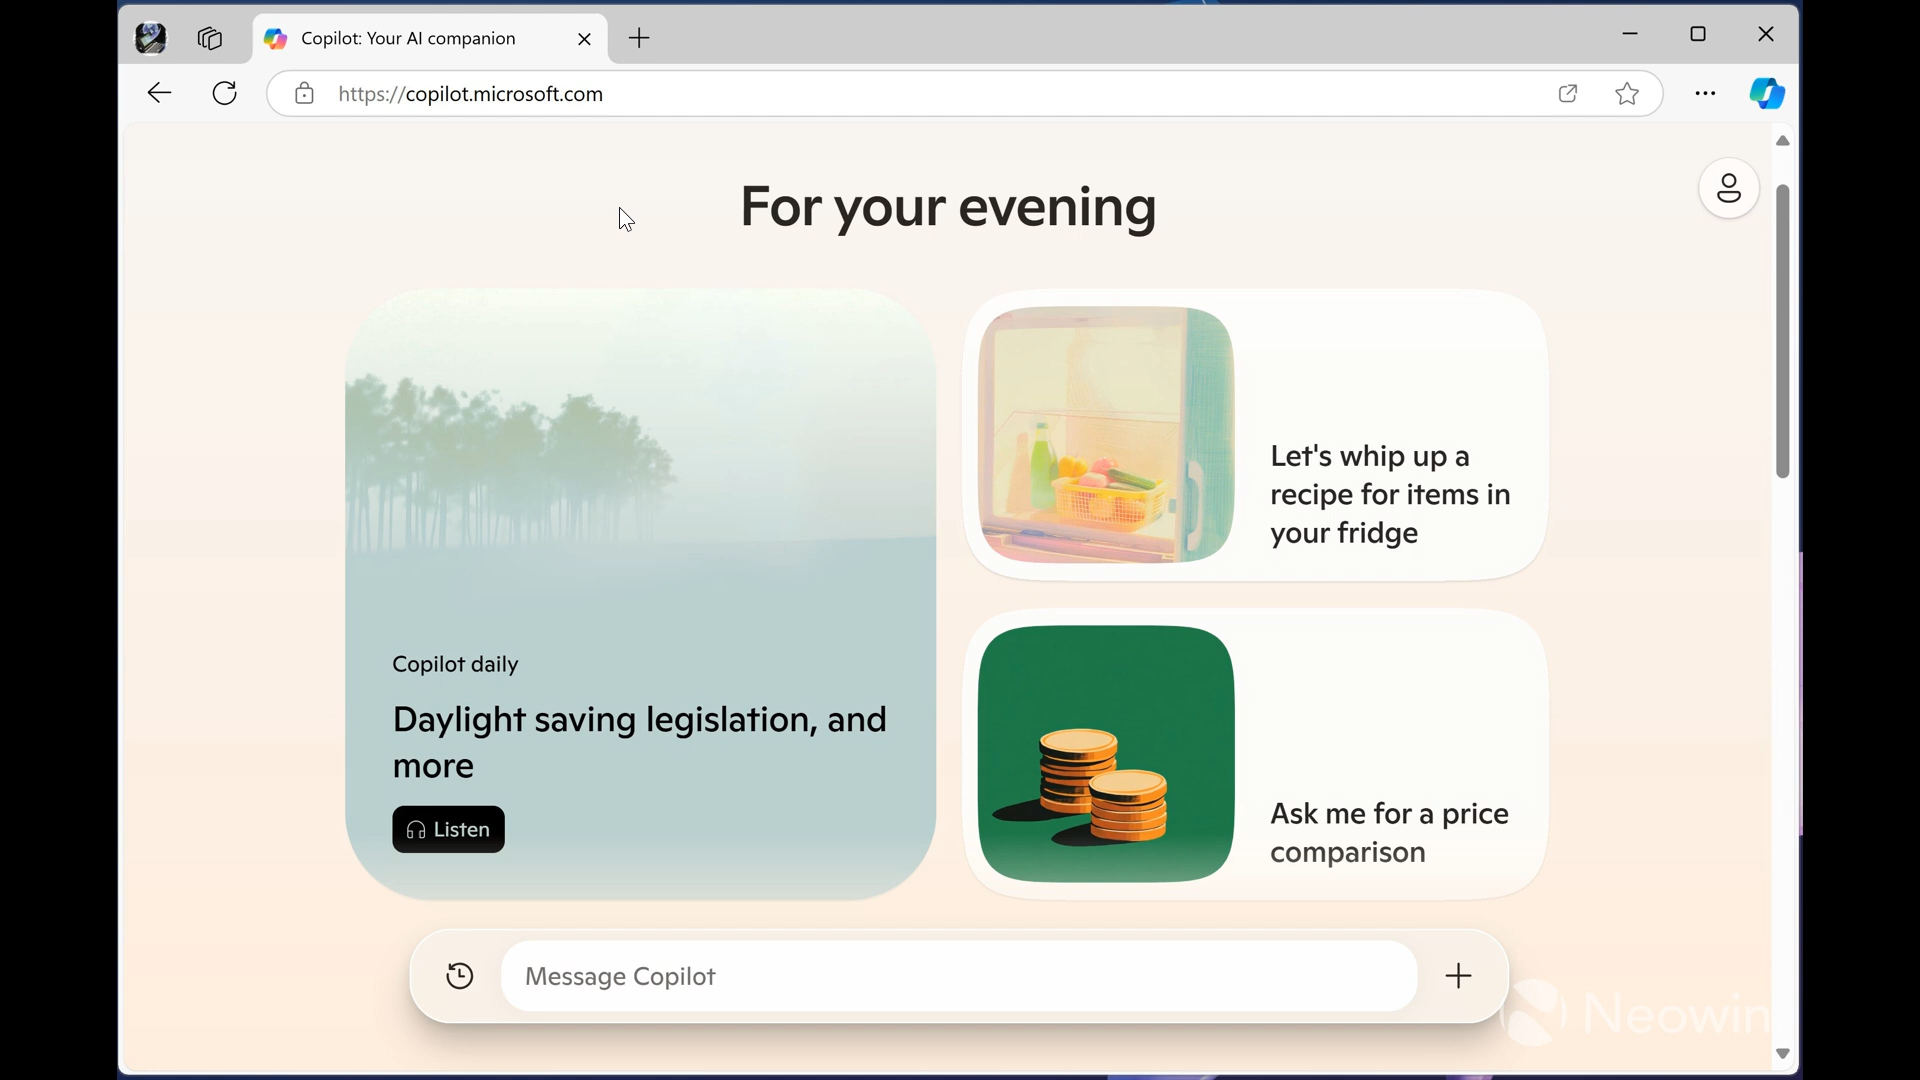 Copilot: Your AI companion
https://copilot.microsoft.com
For your evening
Let's whip up a
recipe for items in
your fridge
Copilot daily
Daylight saving legislation, and
more
Listen
Ask me for a price
comparison
Message Copilot
Neowin